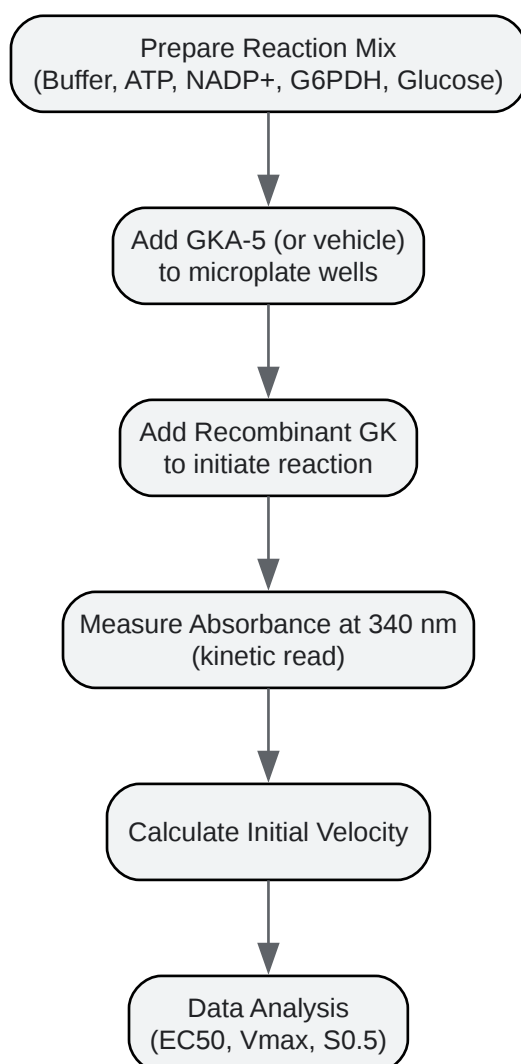 Prepare Reaction Mix
(Buffer, ATP, NADP+, G6PDH, Glucose)
Add GKA-5 (or vehicle)
to microplate wells
Add Recombinant GK
to initiate reaction
Measure Absorbance at 340 nm
(kinetic read)
Calculate Initial Velocity
Data Analysis
(EC50, Vmax, S0.5)